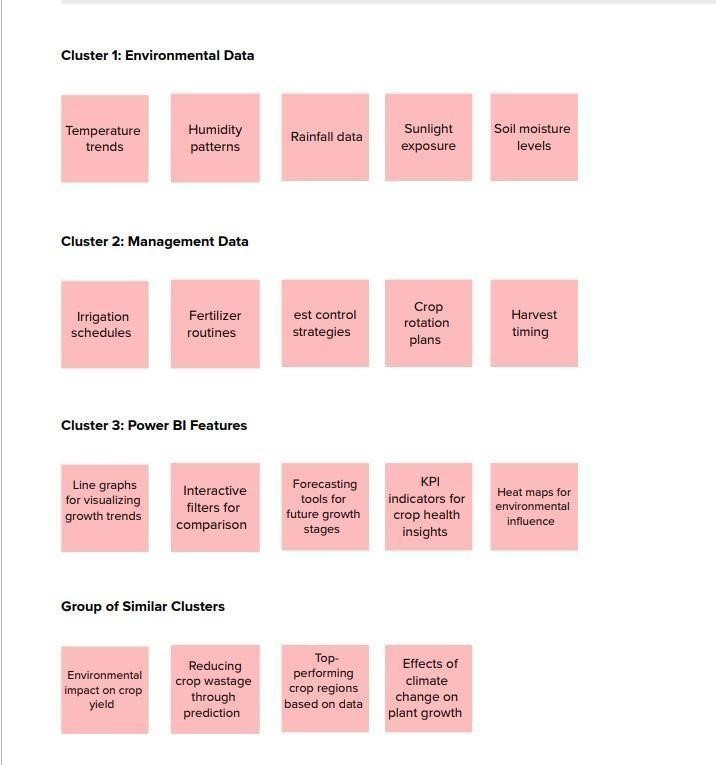 Cluster 1: Environmental Data
Temperature
trends
Humidity
patterns
Rainfall data
Sunlight
exposure
Soil moisture
levels
Cluster 2: Management Data
Irrigation
schedules
Fertilizer
routines
est control
strategies
Crop
rotation
plans
Harvest
timing
Cluster 3: Power BI Features
Line graphs
for visualizing
growth trends
Interactive
filters for
comparison
Forecasting
tools for
future growth
stages
KPI
indicators for
crop health
insights
Heat maps for
environmental
influence
Group of Similar Clusters
Environmental
impact on crop
yield
Reducing
crop wastage
through
prediction
Top-
performing
crop regions
based on data
Effects of
climate
change on
plant growth